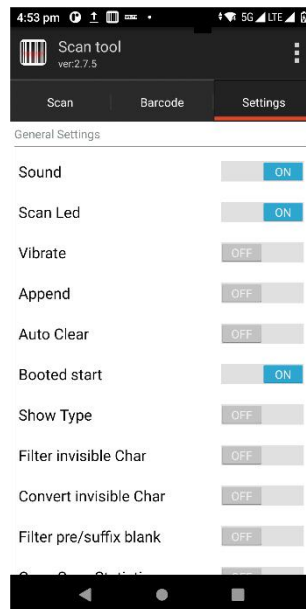 4:53 pm 5G LTE
Scan tool
ver:2.7.5
Scan Barcode Settings
General Settings
Sound ON
Scan Led ON
Vibrate OFF
Append OFF
Auto Clear OFF
Booted start ON
Show Type OFF
Filter invisible Char OFF
Convert invisible Char OFF
Filter pre/suffix blank OFF